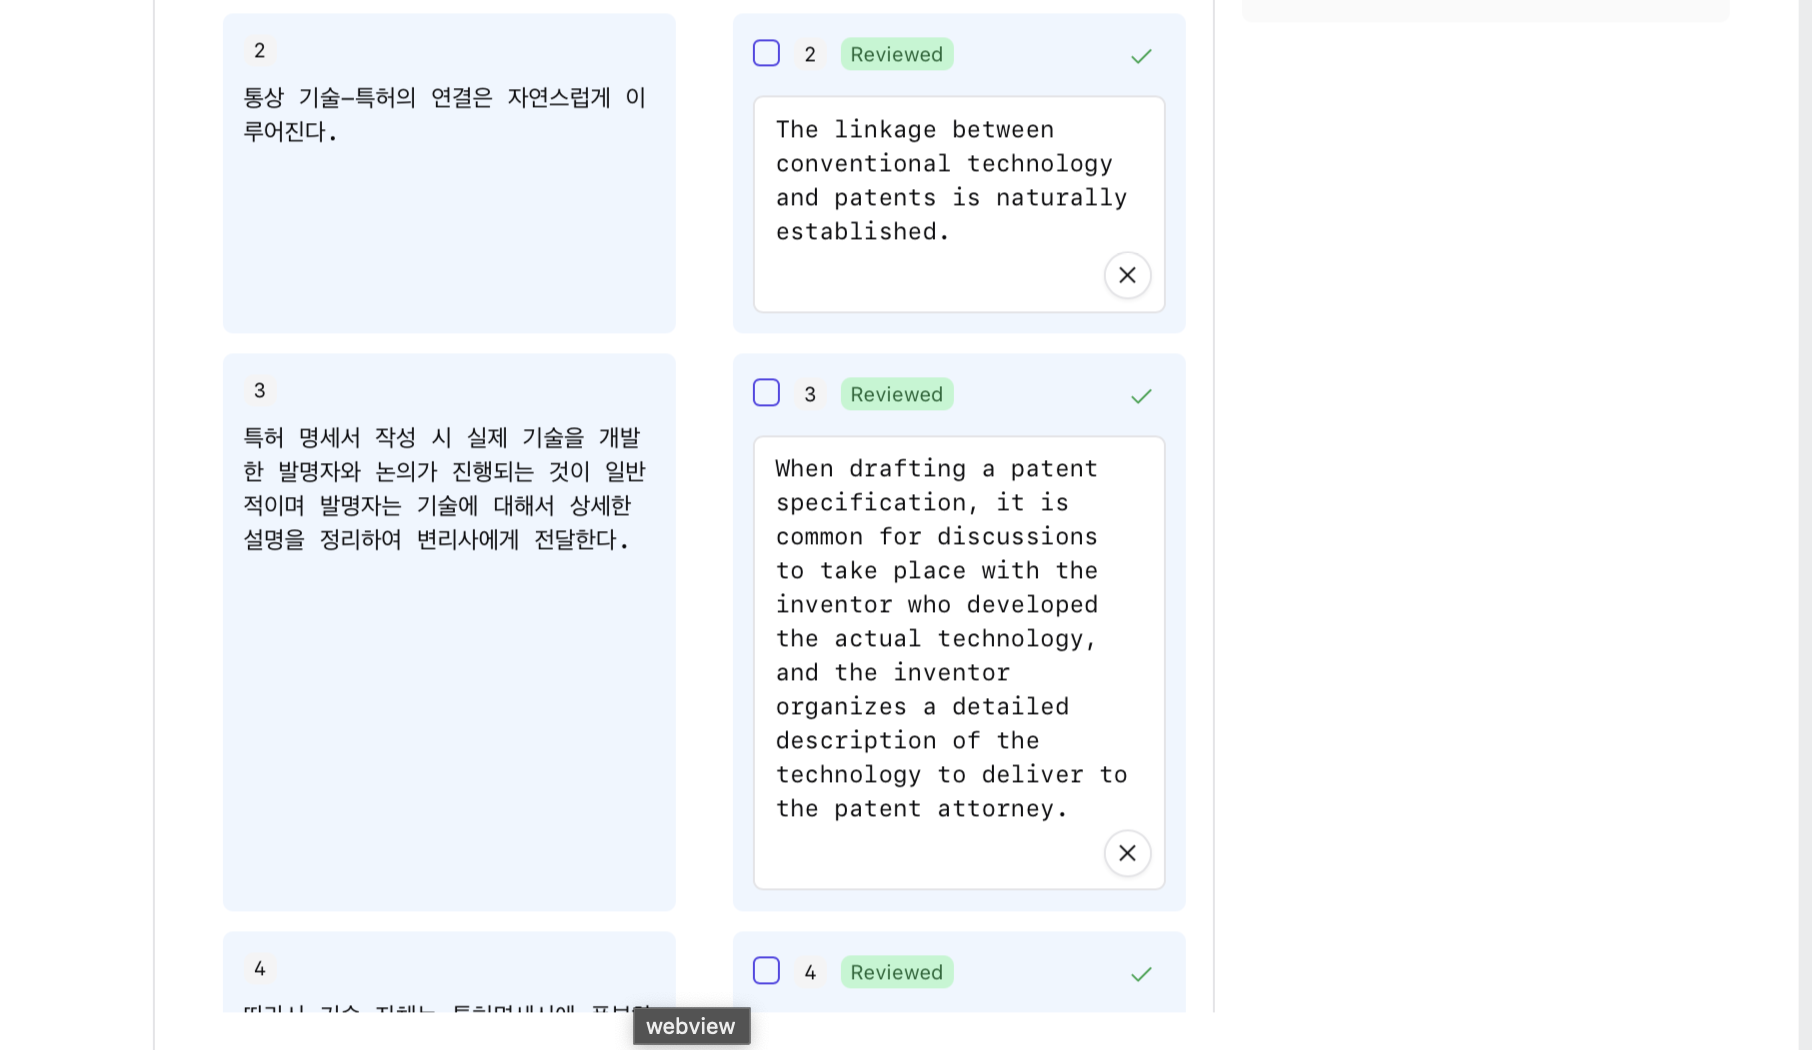 2
통상 기술–특허의 연결은 자연스럽게 이
루어진다.
2 Reviewed
The linkage between
conventional technology
and patents is naturally
established.
3
특허 명세서 작성 시 실제 기술을 개발
한 발명자와 논의가 진행되는 것이 일반
적이며 발명자는 기술에 대해서 상세한
설명을 정리하여 변리사에게 전달한다.
3 Reviewed
When drafting a patent
specification, it is
common for discussions
to take place with the
inventor who developed
the actual technology,
and the inventor
organizes a detailed
description of the
technology to deliver to
the patent attorney.
4
4 Reviewed
webview